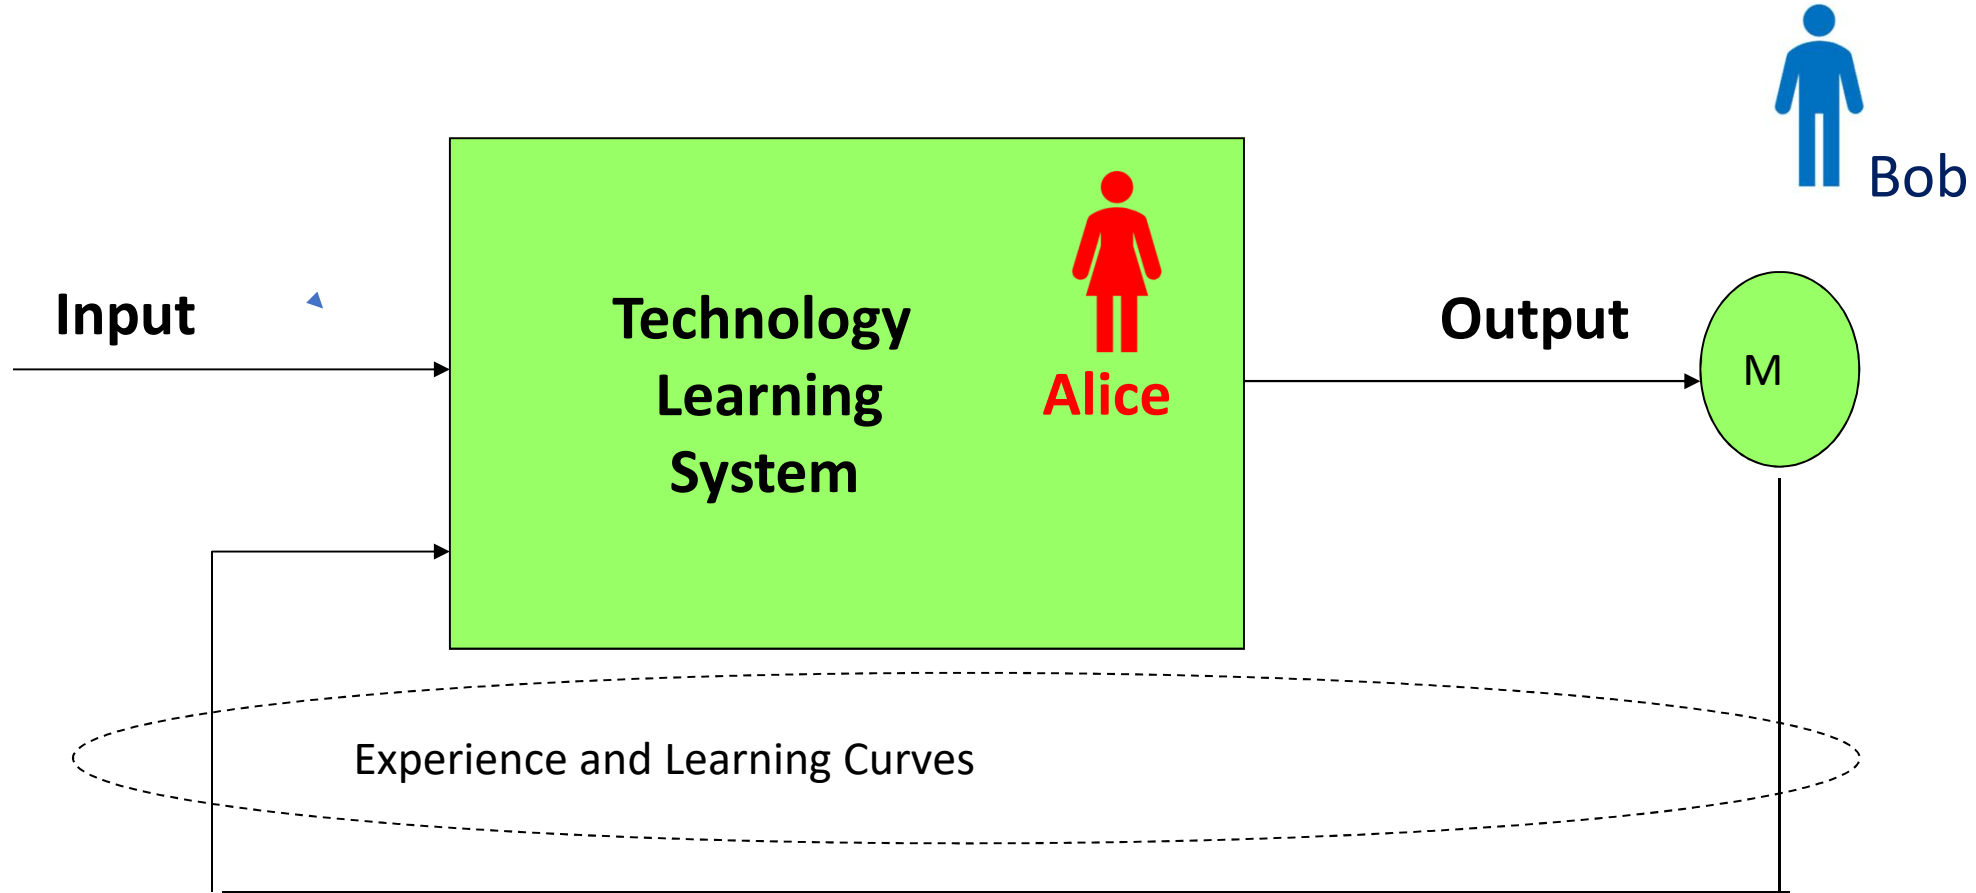 Bob
Input
Technology
Learning
System
Alice
Output
M
Experience and Learning Curves